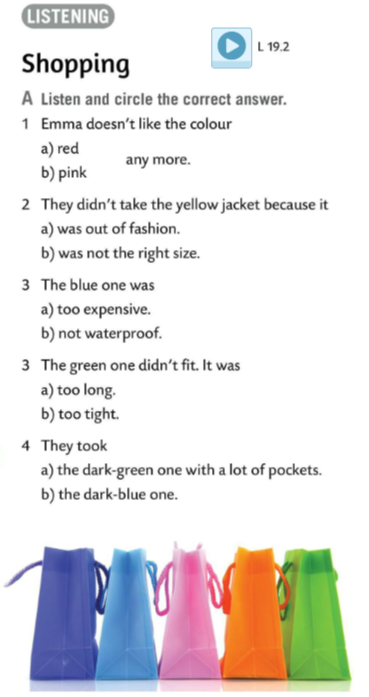 LISTENING
L 19.2
Shopping
A Listen and circle the correct answer.
1 Emma doesn't like the colour
a) red
any more.
b) pink
2 They didn't take the yellow jacket because it
a) was out of fashion.
b) was not the right size.
3 The blue one was
a) too expensive.
b) not waterproof.
3 The green one didn't fit. It was
a) too long.
b) too tight.
4 They took
a) the dark-green one with a lot of pockets.
b) the dark-blue one.